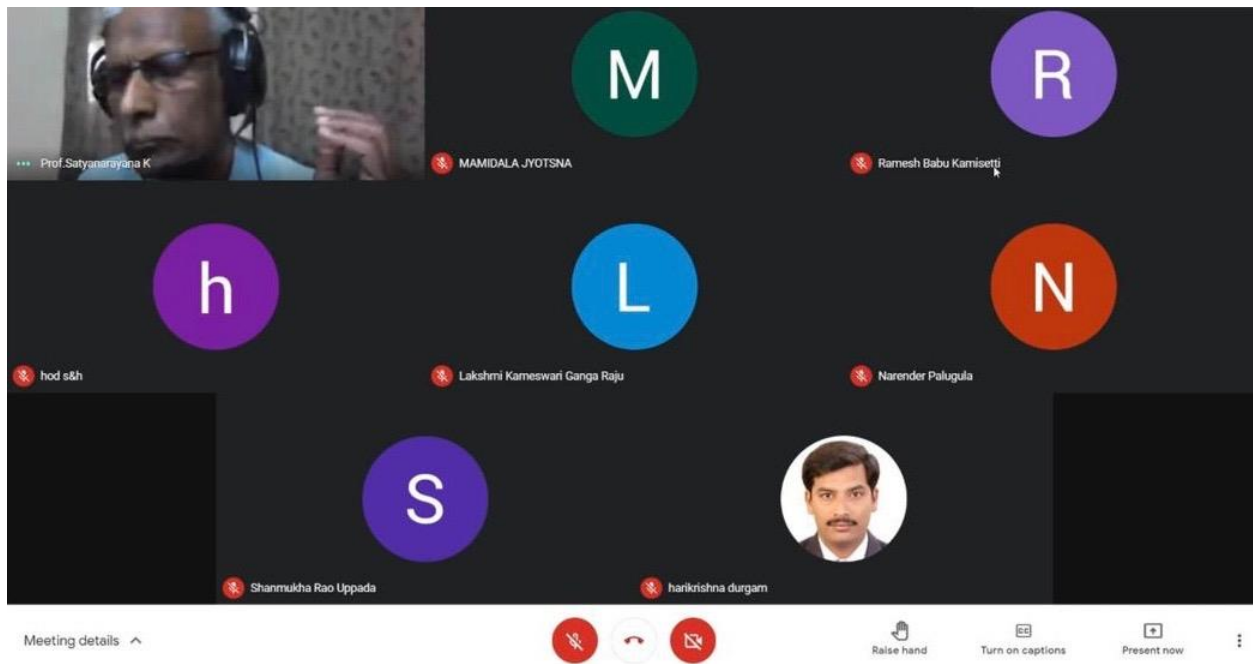 M
R
Prof.Satyanarayana K
MAMIDALA JYOTSNA
Ramesh Babu Kamisetti
h
L
N
hod s&h
Lakshmi Kameswari Ganga Raju
Narender Palugula
S
Shanmukha Rao Uppada
harikrishna durgam
Meeting details
Raise hand
CC
Turn on captions
Present now